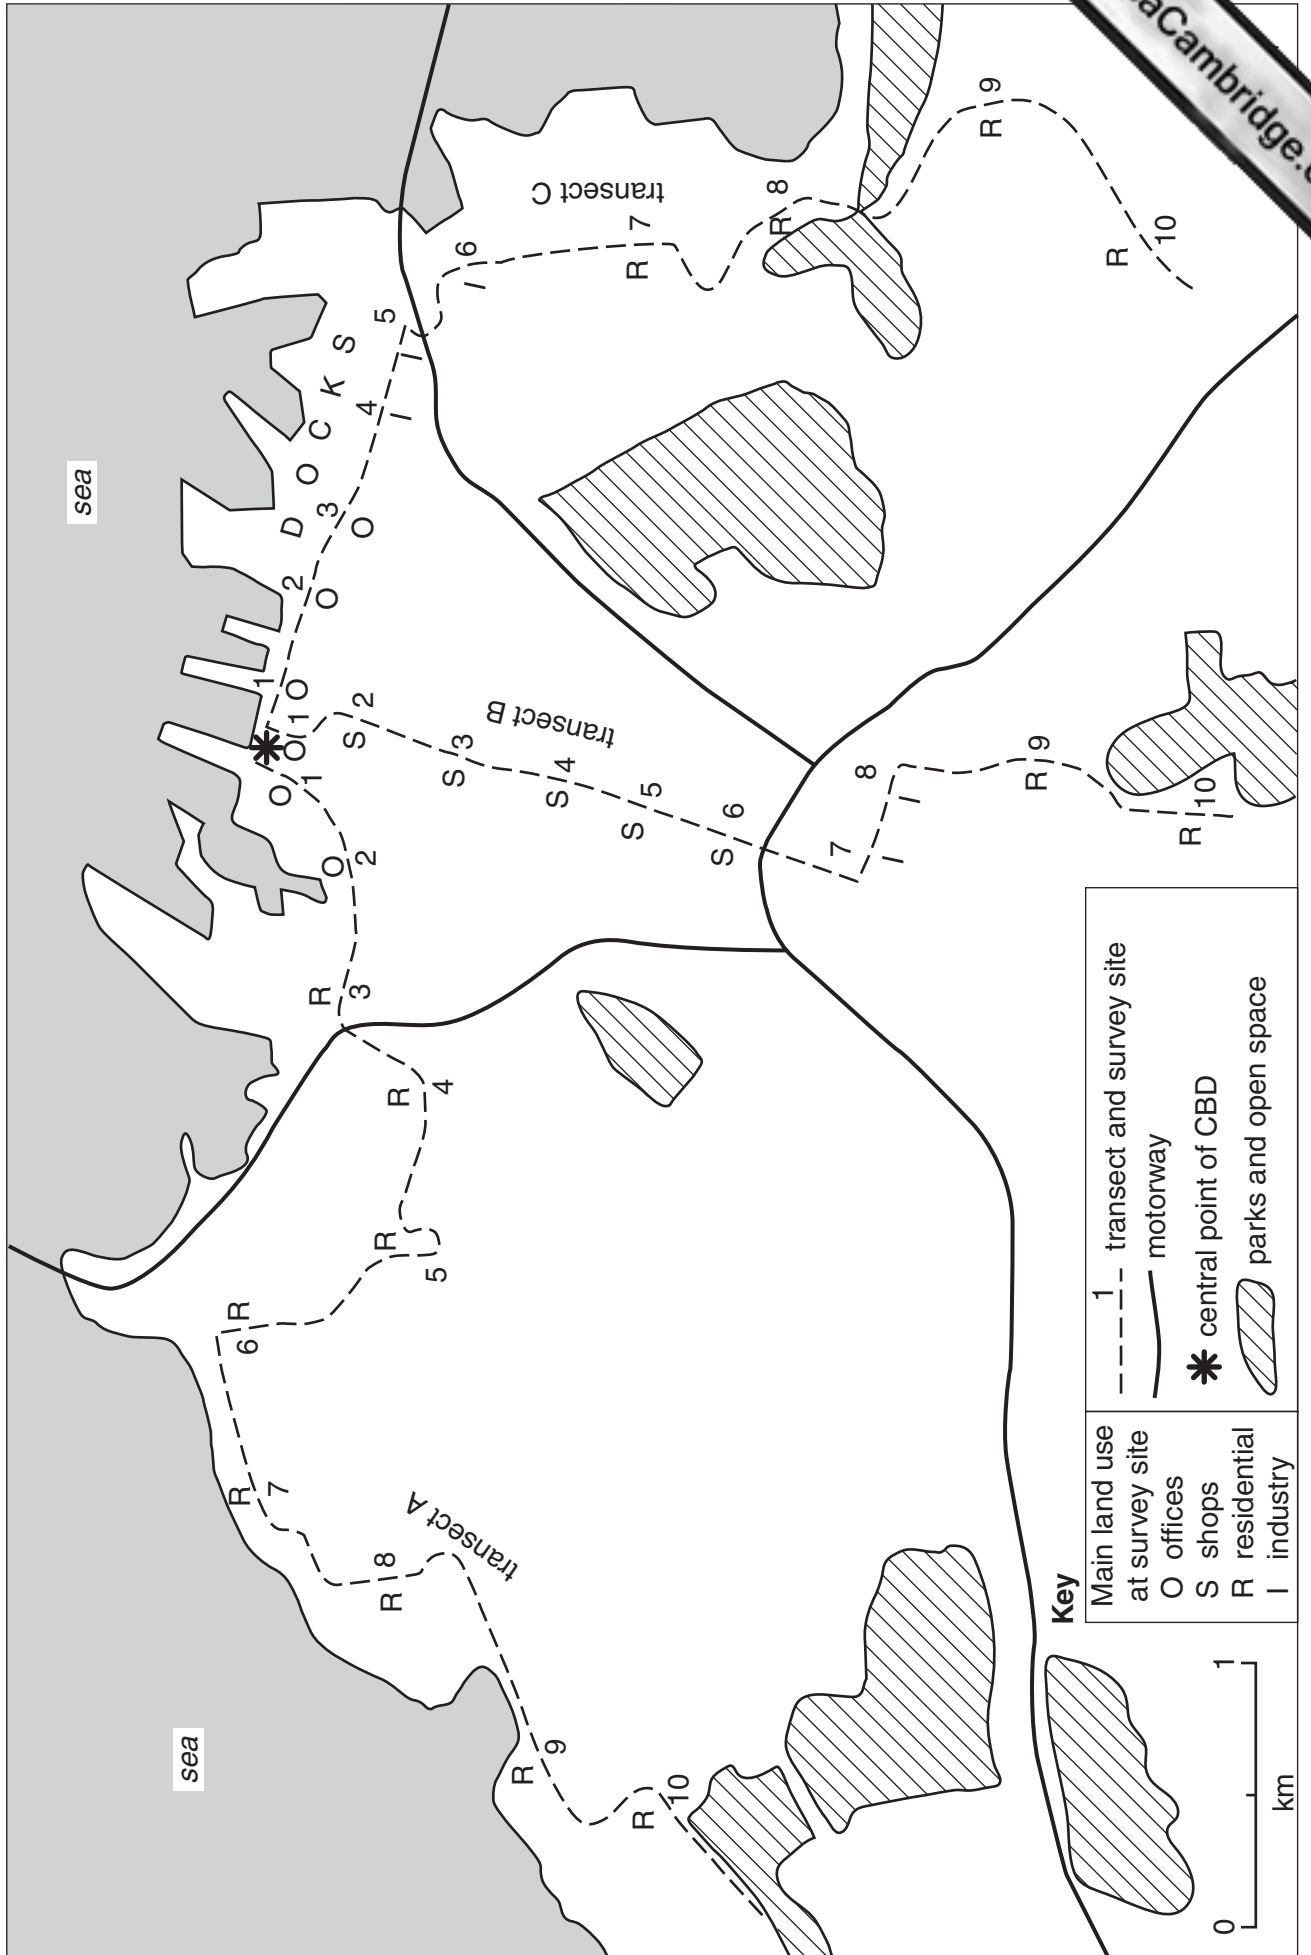 sea
sea
D O C K S
transect A
O 1
O 2
R 3
R 4
R 5
R 6
R 7
R 8
R 9
R 10
transect B
O 1
S 2
S 3
S 4
S 5
S 6
I 7
I 8
R 9
R 10
transect C
O 1
O 2
O 3
I 4
I 5
I 6
R 7
R 8
R 9
R 10
Key
Main land use
at survey site
O offices
S shops
R residential
I industry
1 transect and survey site
motorway
central point of CBD
parks and open space
0 1
km